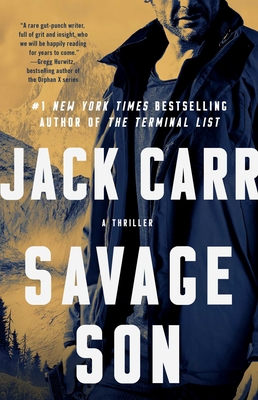 "A rare gut-punch writer,
full of grit and insight, who
we will be happily reading
for years to come."
—Gregg Hurwitz,
bestselling author of
the Orphan X series
#1 NEW YORK TIMES BESTSELLING
AUTHOR OF THE TERMINAL LIST
JACK CARR
A THRILLER
SAVAGE
SON